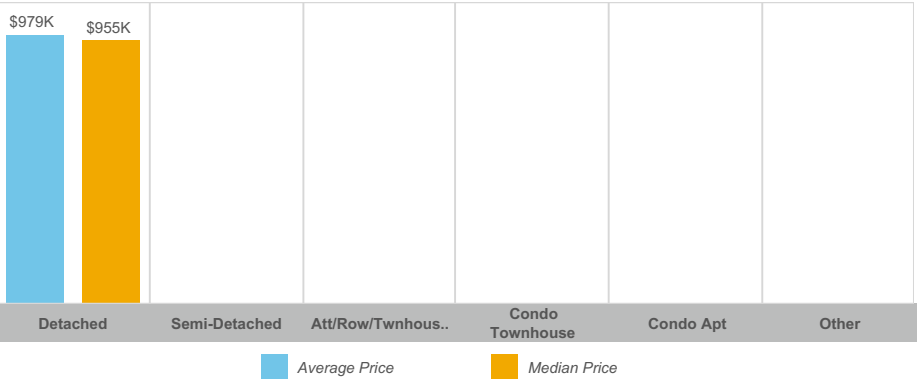 $979K
$955K
Detached
Semi-Detached
Att/Row/Twnhous..
Condo
Townhouse
Condo Apt
Other
Average Price
Median Price